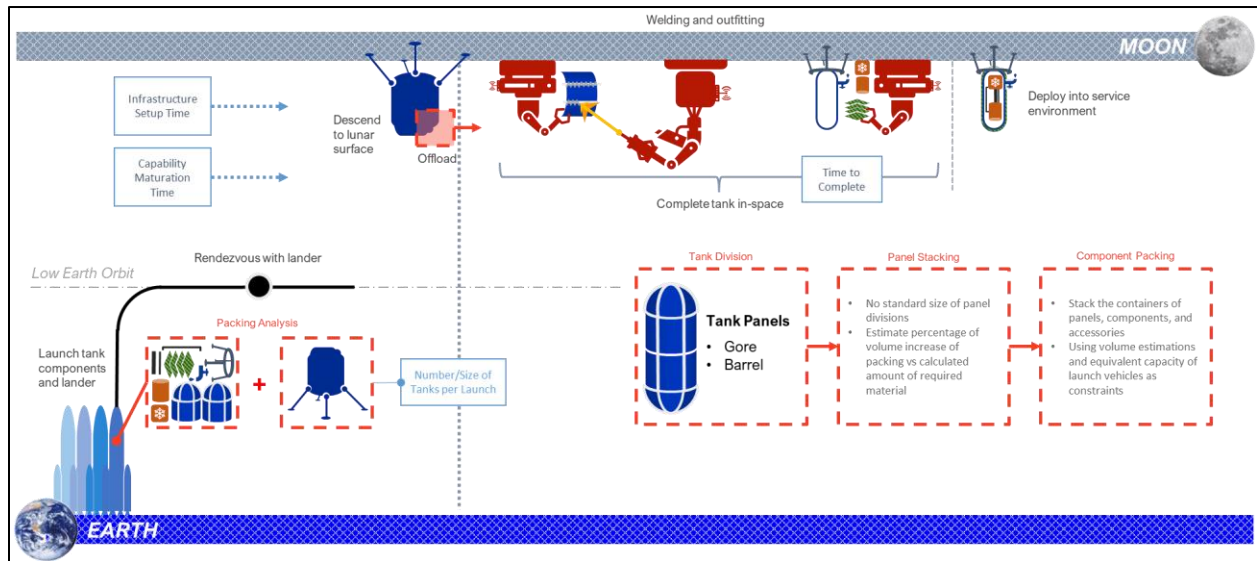 Welding and outfitting
MOON
Infrastructure
Setup Time
Capability
Maturation
Time
Descend
to lunar
surface
Offload
Time to
Complete
Complete tank in-space
Deploy into service
environment
Low Earth Orbit
Rendezvous with lander
Packing Analysis
Launch tank
components
and lander
+
Number/Size of
Tanks per Launch
Tank Division
Tank Panels
• Gore
• Barrel
Panel Stacking
• No standard size of panel
divisions
• Estimate percentage of
volume increase of
packing vs calculated
amount of required
material
Component Packing
• Stack the containers of
panels, components, and
accessories
• Using volume estimations
and equivalent capacity of
launch vehicles as
constraints
EARTH